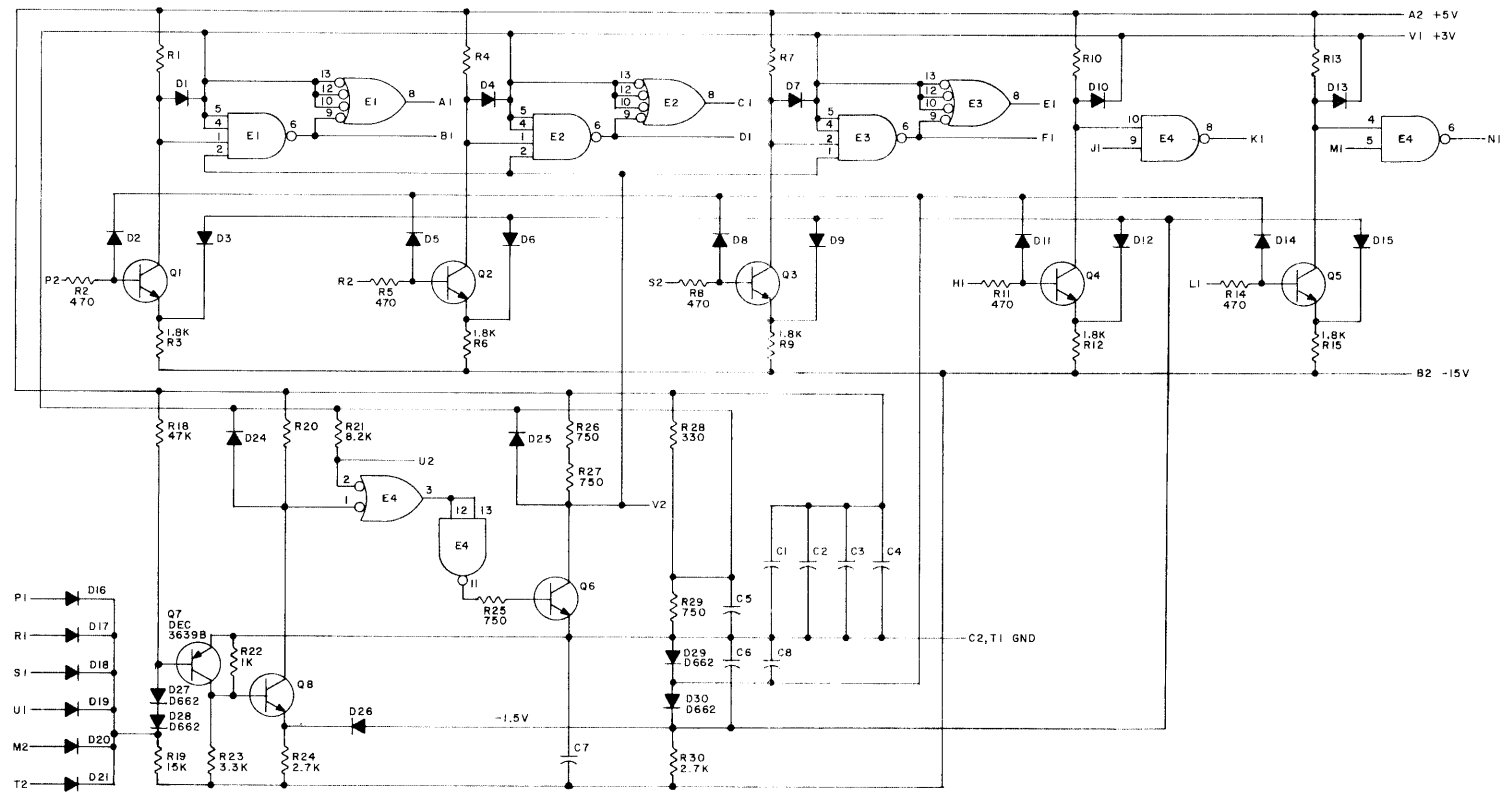 A2 +5V
V1 +3V
R1
R4
R7
R10
R13
D1
13
12
10
9
E1
8
A1
D4
13
12
10
9
E2
8
C1
D7
13
12
10
9
E3
8
E1
D10
D13
5
4
1
2
E1
6
B1
5
4
1
2
E2
6
D1
5
4
2
1
E3
6
F1
10
9
J1
E4
8
K1
4
5
M1
E4
6
N1
D2
D3
D5
D6
D8
D9
D11
D12
D14
D15
P2
R2
470
Q1
R2
R5
470
Q2
S2
R8
470
Q3
H1
R11
470
Q4
L1
R14
470
Q5
1.8K
R3
1.8K
R6
1.8K
R9
1.8K
R12
1.8K
R15
B2 -15V
R18
47K
D24
R20
R21
8.2K
U2
D25
R26
750
R27
750
R28
330
2
1
E4
3
12
13
E4
11
V2
R25
750
Q6
C1
C2
C3
C4
R29
750
C5
P1
D16
R1
D17
S1
D18
U1
D19
M2
D20
T2
D21
Q7
DEC
3639B
R22
1K
Q8
C2,T1 GND
D29
D662
C6
C8
D27
D662
D28
D662
D30
D662
D26
-1.5V
R19
15K
R23
3.3K
R24
2.7K
C7
R30
2.7K